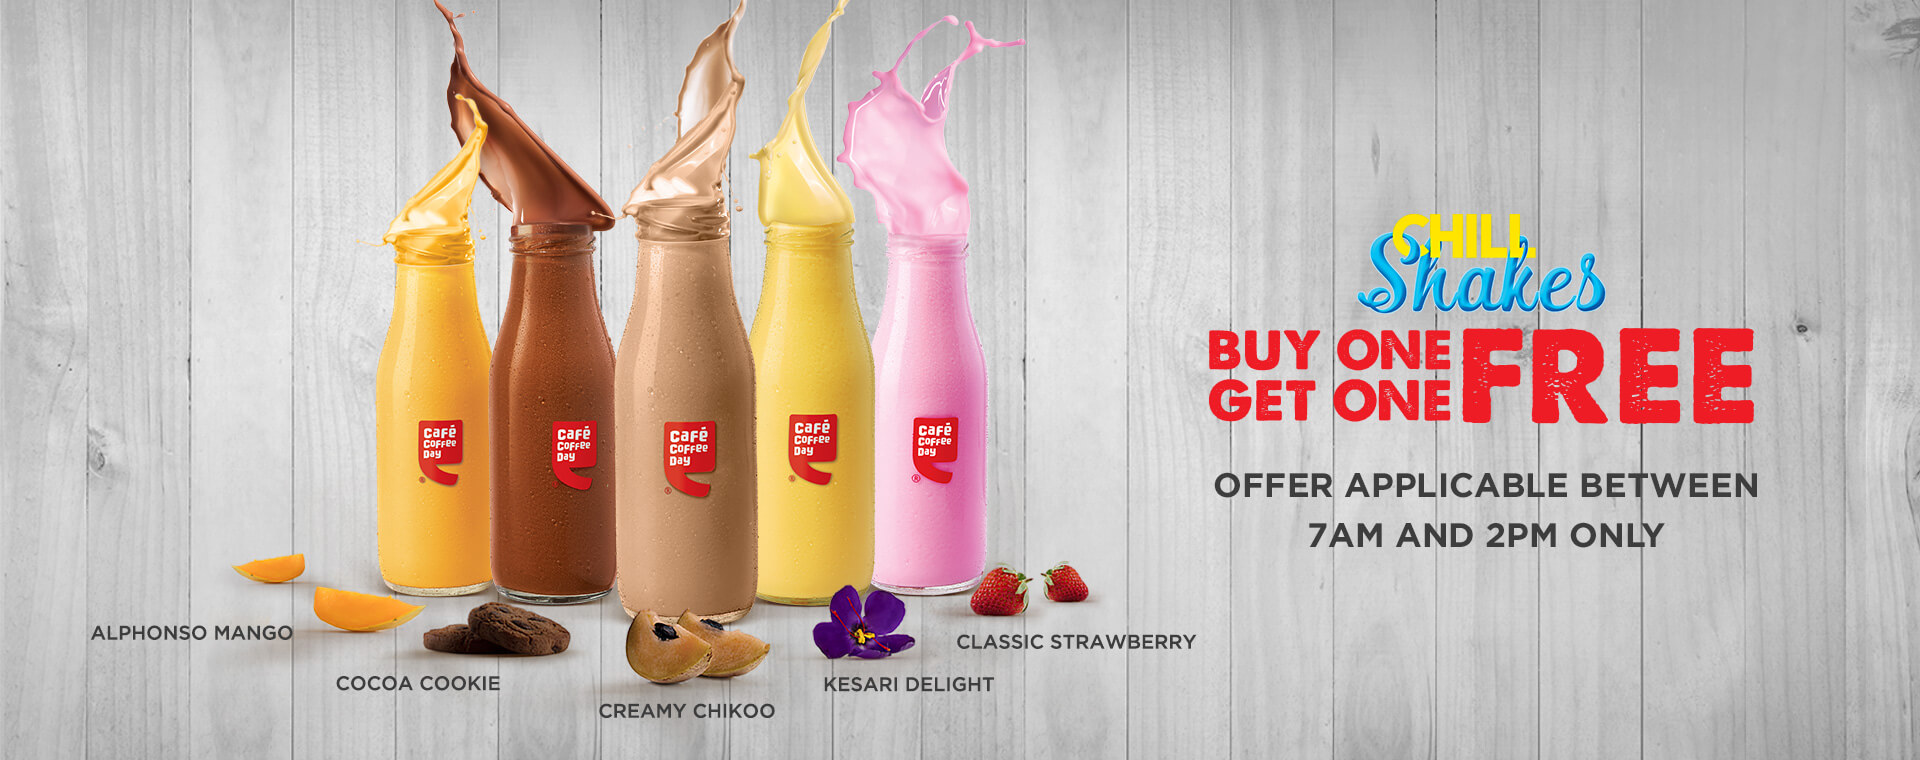 Café
Coffee
Day
®
Café
Coffee
Day
®
Café
Coffee
Day
®
Café
Coffee
Day
®
Café
Coffee
Day
®
ALPHONSO MANGO
COCOA COOKIE
CREAMY CHIKOO
KESARI DELIGHT
CLASSIC STRAWBERRY
CHILL
Shakes
BUY ONE
GET ONE
FREE
OFFER APPLICABLE BETWEEN
7AM AND 2PM ONLY